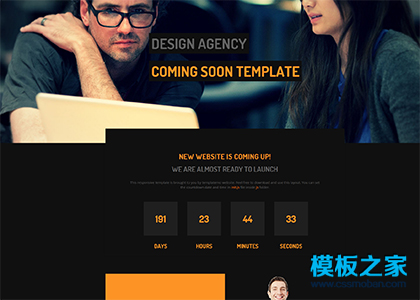 DESIGN AGENCY
COMING SOON TEMPLATE
NEW WEBSITE IS COMING UP!
WE ARE ALMOST READY TO LAUNCH
191 23 44 33
DAYS HOURS MINUTES SECONDS
模板之家
www.cssmoban.com